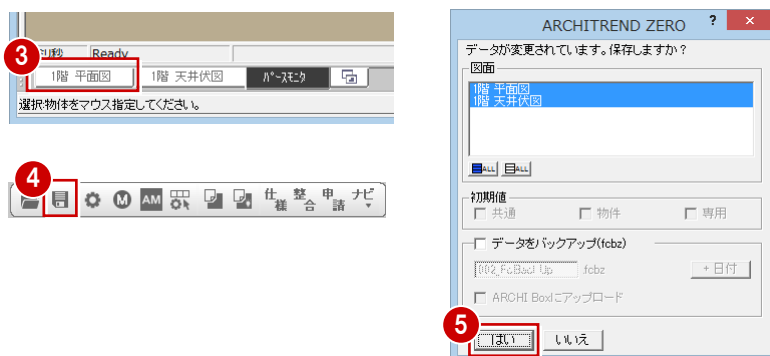 3
Ready
1階 平面図
1階 天井伏図
パースモニタ
選択物体をマウス指定してください。
4
M
AM
仕様
整合
申請
ナビ
ARCHITREND ZERO
?
×
データが変更されています。保存しますか?
図面
1階 平面図
1階 天井伏図
ALL
ALL
初期値
共通
物件
専用
データをバックアップ(fcbz)
.fcbz
+日付
ARCHI Boxにアップロード
5
はい
いいえ